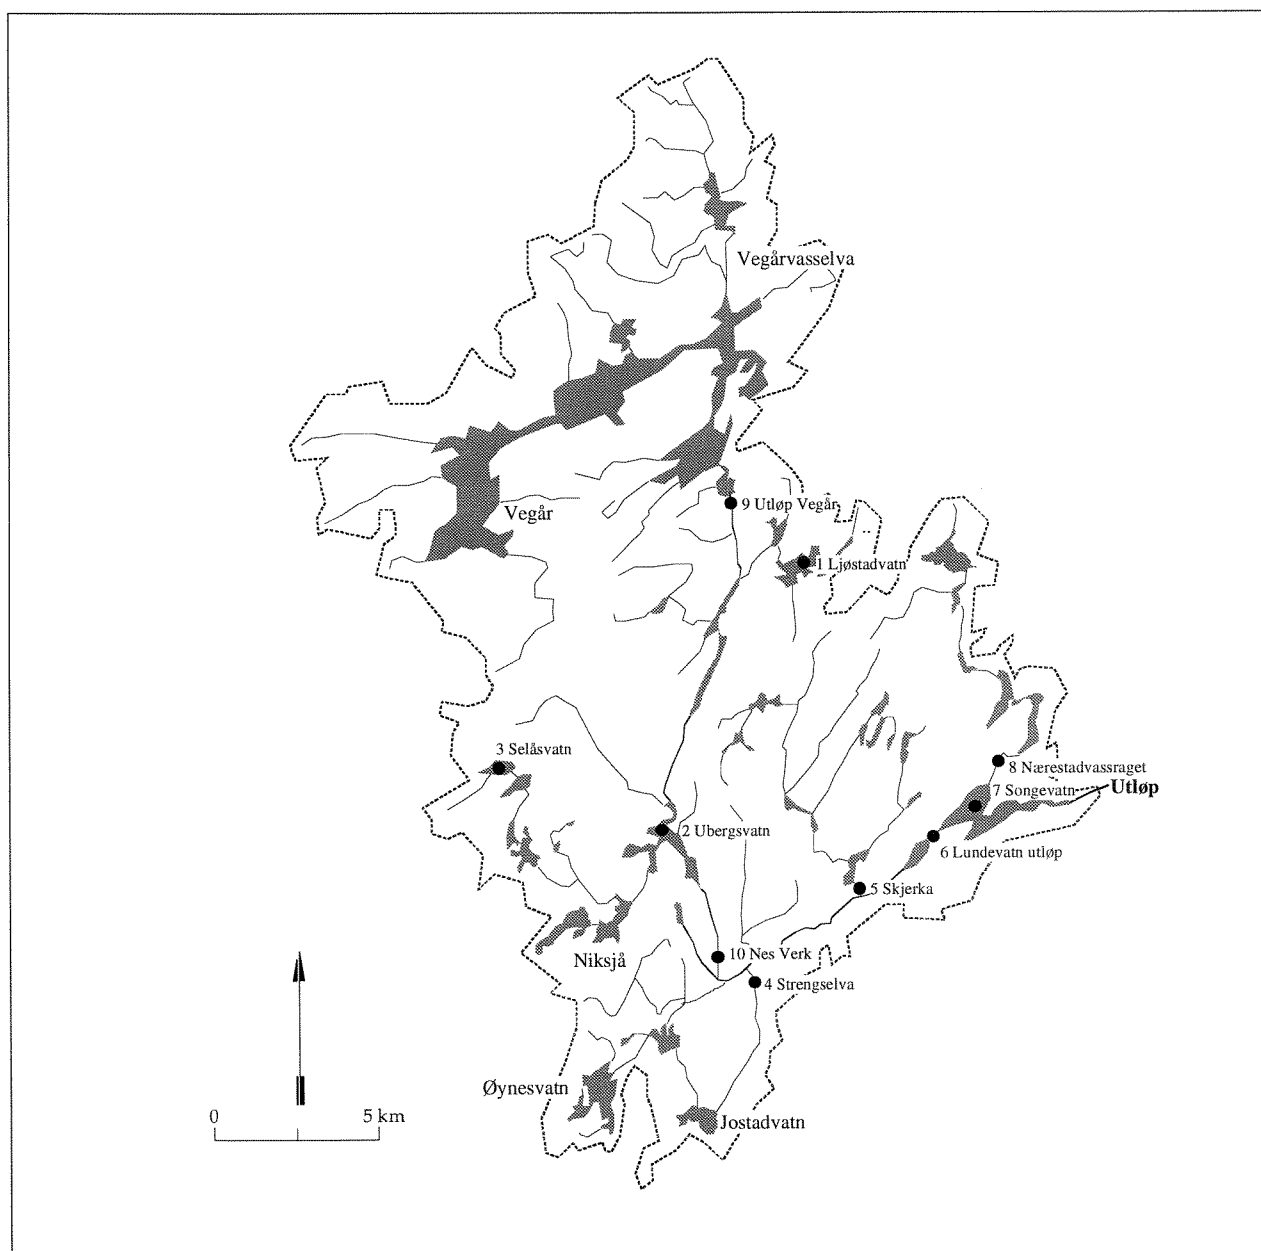 Vegårvasselva
9 Utløp Vegår
Vegår
1 Ljøstadvatn
3 Selåsvatn
8 Nærestadvassraget
7 Songevatn
Utløp
2 Ubergsvatn
6 Lundevatn utløp
5 Skjerka
10 Nes Verk
Niksjå
4 Strengselva
Øynesvatn
0 5 km
Jostadvatn